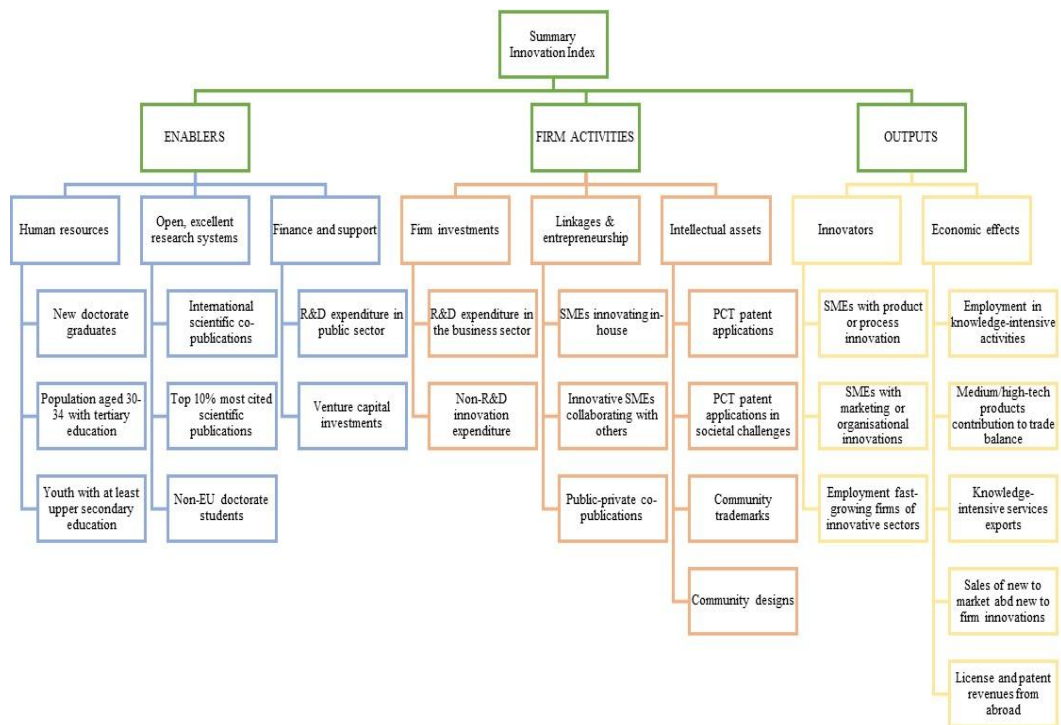 Summary
Innovation Index
ENABLERS
FIRM ACTIVITIES
OUTPUTS
Human resources
Open, excellent
research systems
Finance and support
Firm investments
Linkages &
entrepreneurship
Intellectual assets
Innovators
Economic effects
New doctorate
graduates
International
scientific co-
publications
R&D expenditure in
public sector
R&D expenditure in
the business sector
SMEs innovating in-
house
PCT patent
applications
SMEs with product
or process
innovation
Employment in
knowledge-intensive
activities
Population aged 30-
34 with tertiary
education
Top 10% most cited
scientific
publications
Venture capital
investments
Non-R&D
innovation
expenditure
Innovative SMEs
collaborating with
others
PCT patent
applications in
societal challenges
SMEs with
marketing or
organisational
innovations
Medium/high-tech
products
contribution to trade
balance
Youth with at least
upper secondary
education
Non-EU doctorate
students
Public-private co-
publications
Community
trademarks
Employment fast-
growing firms of
innovative sectors
Knowledge-
intensive services
exports
Community designs
Sales of new to
market abd new to
firm innovations
License and patent
revenues from
abroad